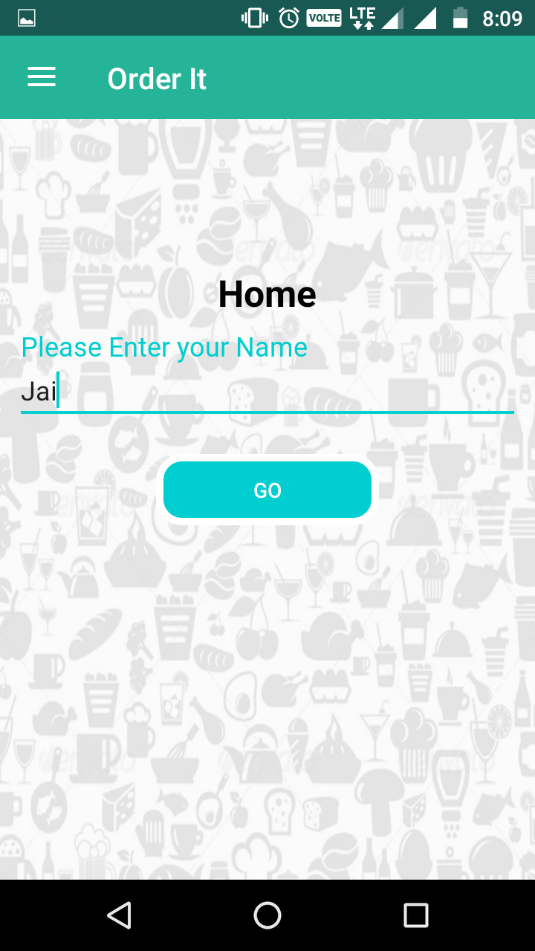 VOLTE LTE 8:09
Order It
Home
Please Enter your Name
Jai
GO